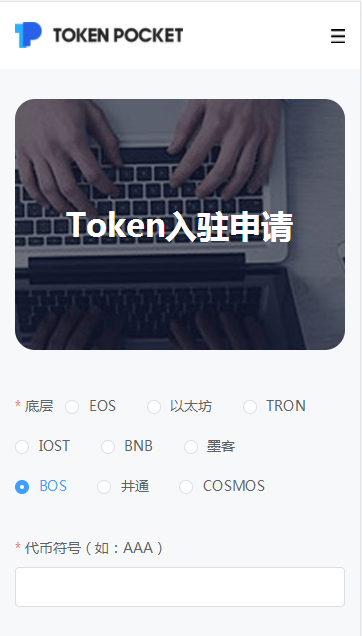 TOKEN POCKET
Token入驻申请
* 底层 EOS 以太坊 TRON
IOST BNB 墨客
BOS 井通 COSMOS
* 代币符号 ( 如：AAA )